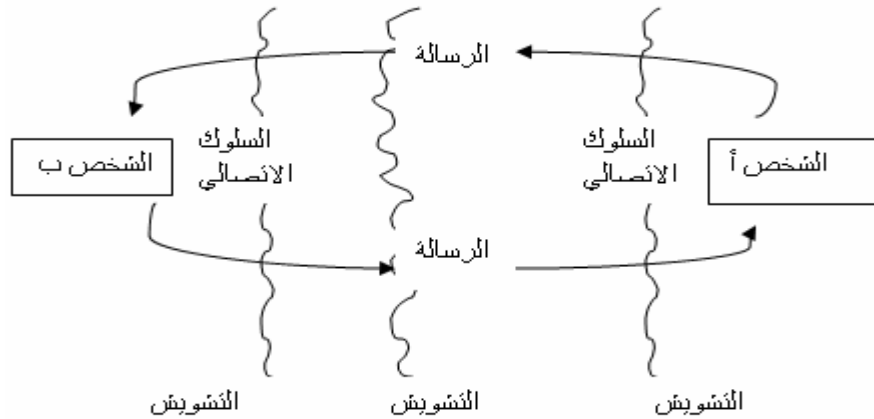 الرسالة
السلوك
الاتصالي
السلوك
الاتصالي
الشخص أ
الشخص ب
الرسالة
التشويش
التشويش
التشويش